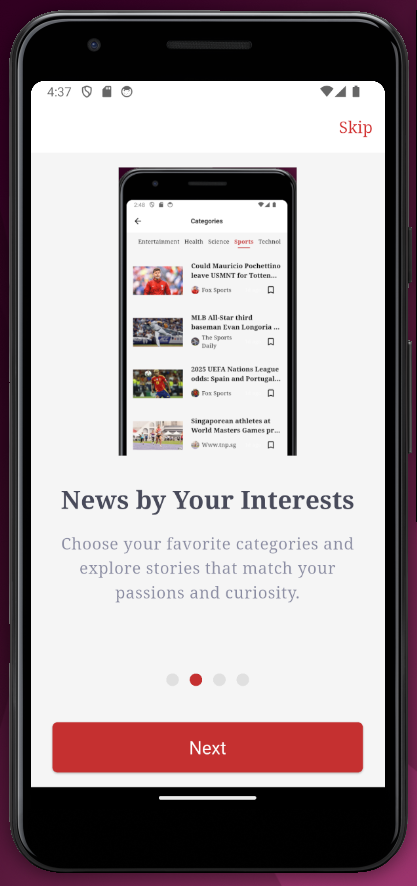 4:37
Skip
2:48
Categories
Entertainment Health Science Sports Technol
Could Mauricio Pochettino
leave USMNT for Totten...
Fox Sports
MLB All-Star third
baseman Evan Longoria ...
The Sports
Daily
2025 UEFA Nations League
odds: Spain and Portugal...
Fox Sports
Singaporean athletes at
World Masters Games pr...
Www.tnp.sg
News by Your Interests
Choose your favorite categories and
explore stories that match your
passions and curiosity.
Next